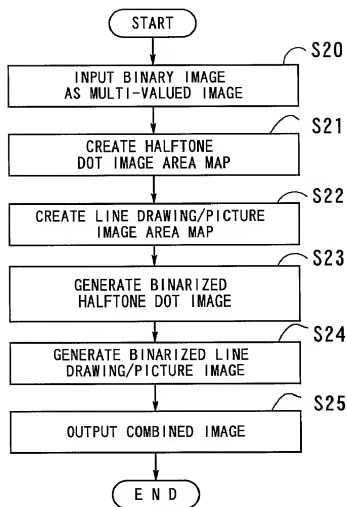 START
S20
INPUT BINARY IMAGE
AS MULTI-VALUED IMAGE
S21
CREATE HALFTONE
DOT IMAGE AREA MAP
S22
CREATE LINE DRAWING/PICTURE
IMAGE AREA MAP
S23
GENERATE BINARIZED
HALFTONE DOT IMAGE
S24
GENERATE BINARIZED LINE
DRAWING/PICTURE IMAGE
S25
OUTPUT COMBINED IMAGE
END